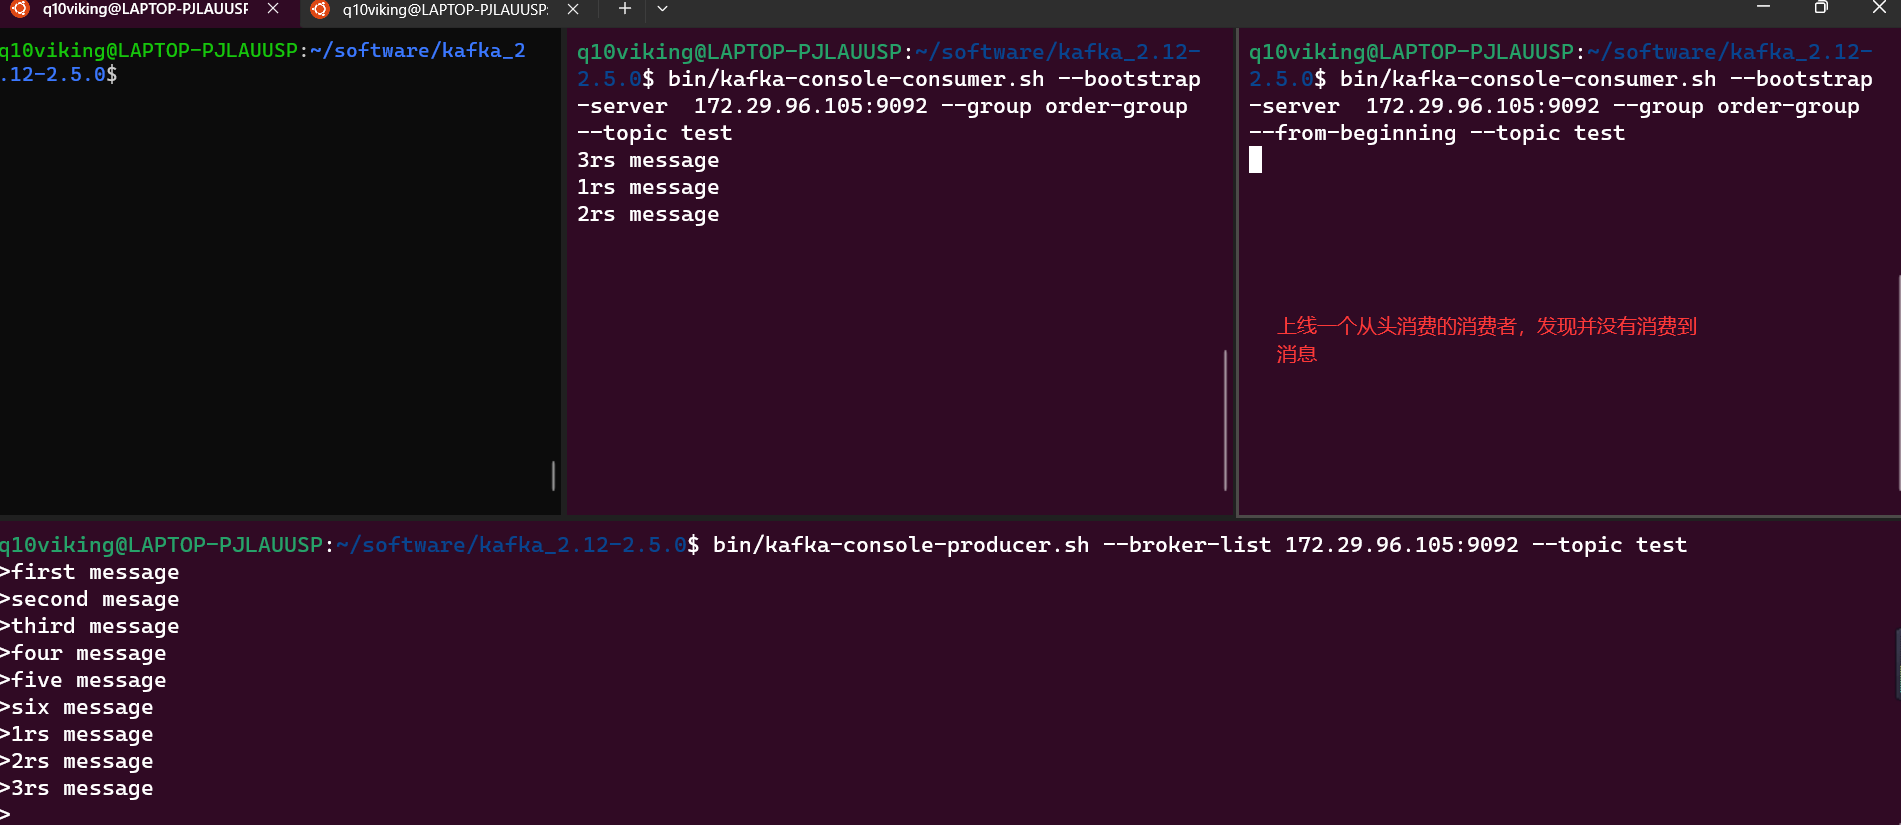 q10viking@LAPTOP-PJLAUUSP
q10viking@LAPTOP-PJLAUUSP:
q10viking@LAPTOP-PJLAUUSP:~/software/kafka_2
.12-2.5.0$
q10viking@LAPTOP-PJLAUUSP:~/software/kafka_2.12-
2.5.0$ bin/kafka-console-consumer.sh --bootstrap
-server  172.29.96.105:9092 --group order-group
--topic test
3rs message
1rs message
2rs message
q10viking@LAPTOP-PJLAUUSP:~/software/kafka_2.12-
2.5.0$ bin/kafka-console-consumer.sh --bootstrap
-server  172.29.96.105:9092 --group order-group
--from-beginning --topic test
上线一个从头消费的消费者，发现并没有消费到
消息
q10viking@LAPTOP-PJLAUUSP:~/software/kafka_2.12-2.5.0$ bin/kafka-console-producer.sh --broker-list 172.29.96.105:9092 --topic test
>first message
>second mesage
>third message
>four message
>five message
>six message
>1rs message
>2rs message
>3rs message
>